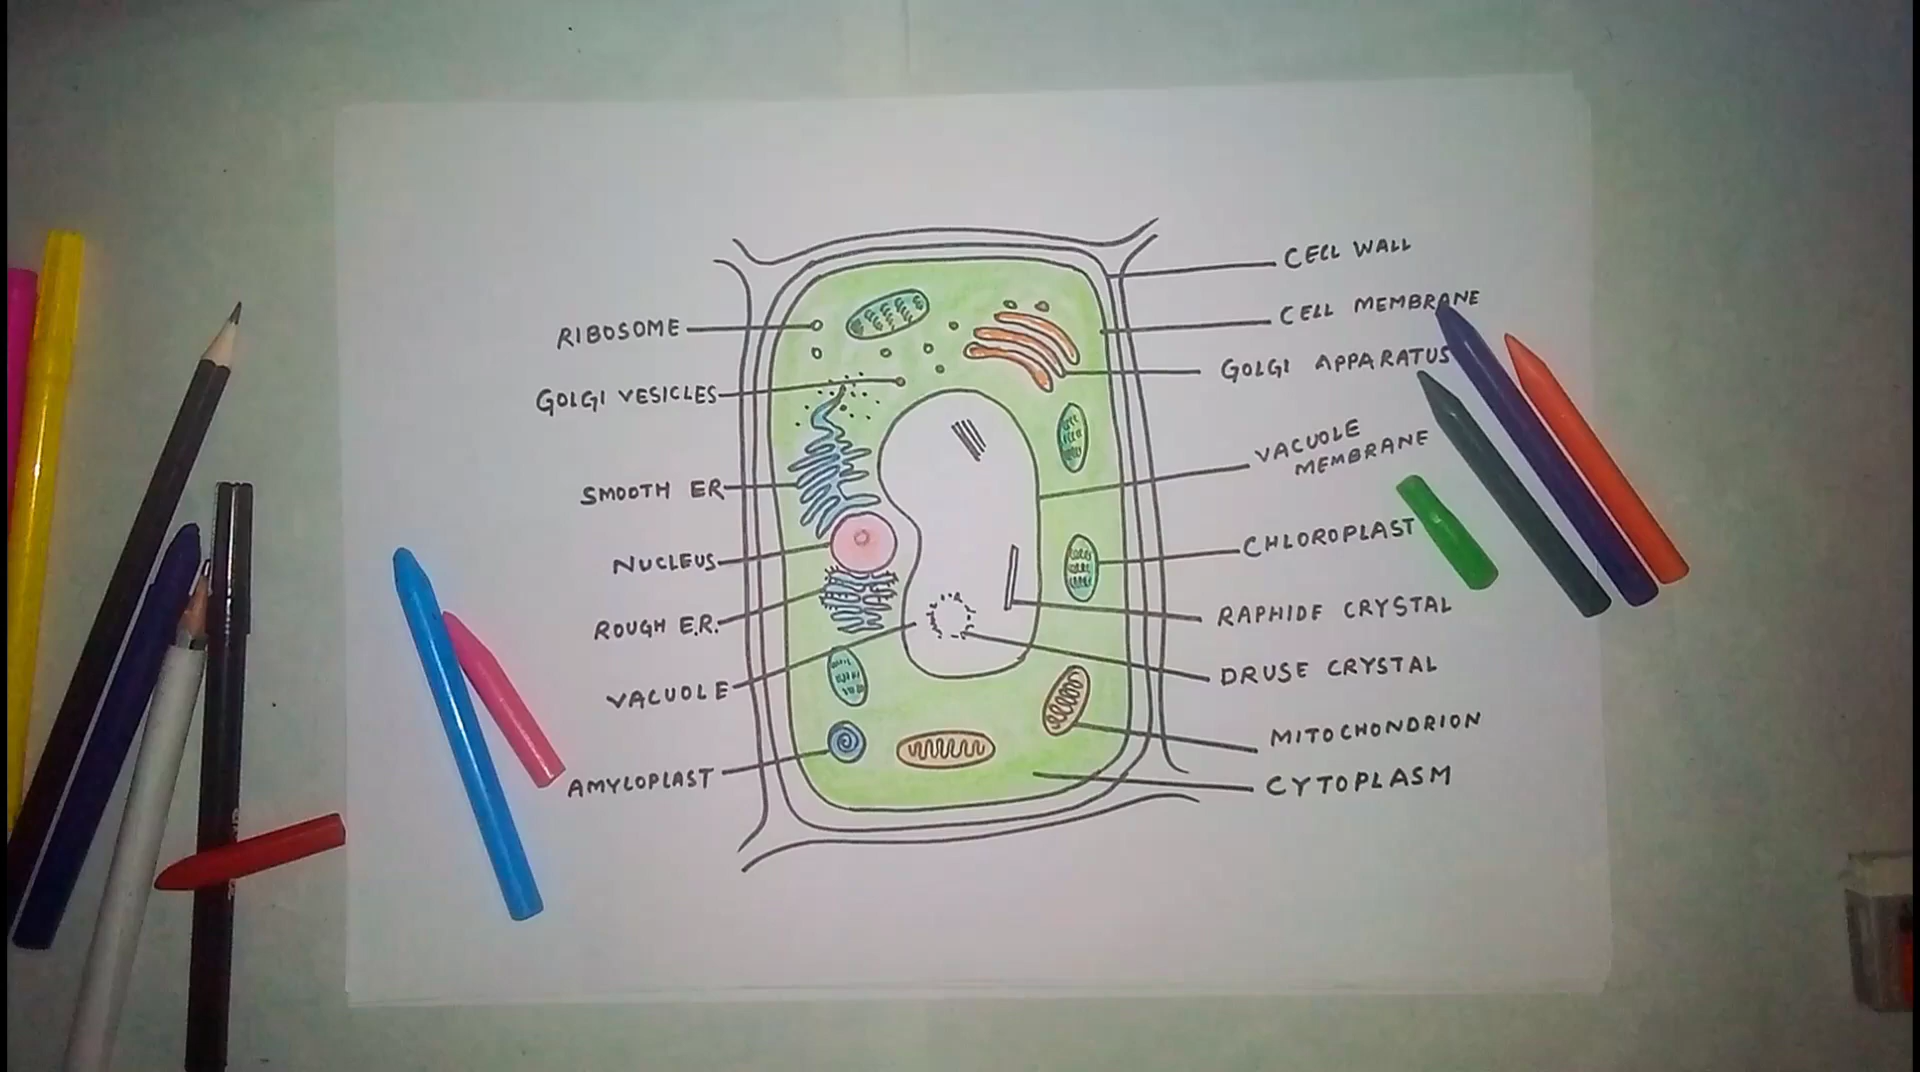 RIBOSOME
GOLGI VESICLES
SMOOTH ER
NUCLEUS
ROUGH E.R.
VACUOLE
AMYLOPLAST
CELL WALL
CELL MEMBRANE
GOLGI APPARATUS
VACUOLE
MEMBRANE
CHLOROPLAST
RAPHIDE CRYSTAL
DRUSE CRYSTAL
MITOCHONDRION
CYTOPLASM